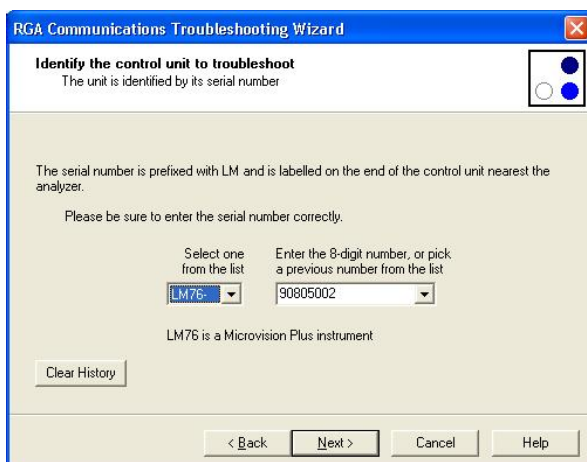 RGA Communications Troubleshooting Wizard
Identify the control unit to troubleshoot
The unit is identified by its serial number
The serial number is prefixed with LM and is labelled on the end of the control unit nearest the
analyzer.
Please be sure to enter the serial number correctly.
Select one
from the list
Enter the 8-digit number, or pick
a previous number from the list
LM76-
90805002
LM76 is a Microvision Plus instrument
Clear History
< Back
Next >
Cancel
Help